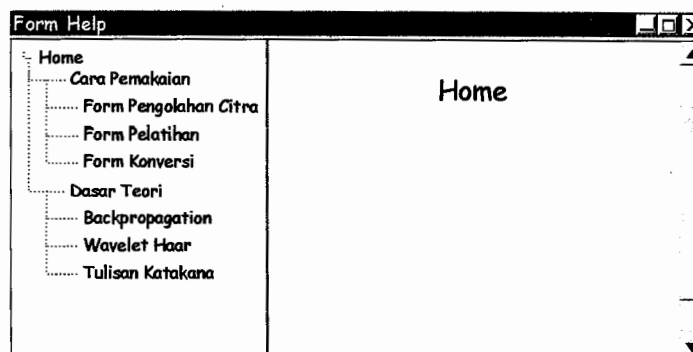 Form Help
Home
Cara Pemakaian
Form Pengolahan Citra
Form Pelatihan
Form Konversi
Dasar Teori
Backpropagation
Wavelet Haar
Tulisan Katakana
Home